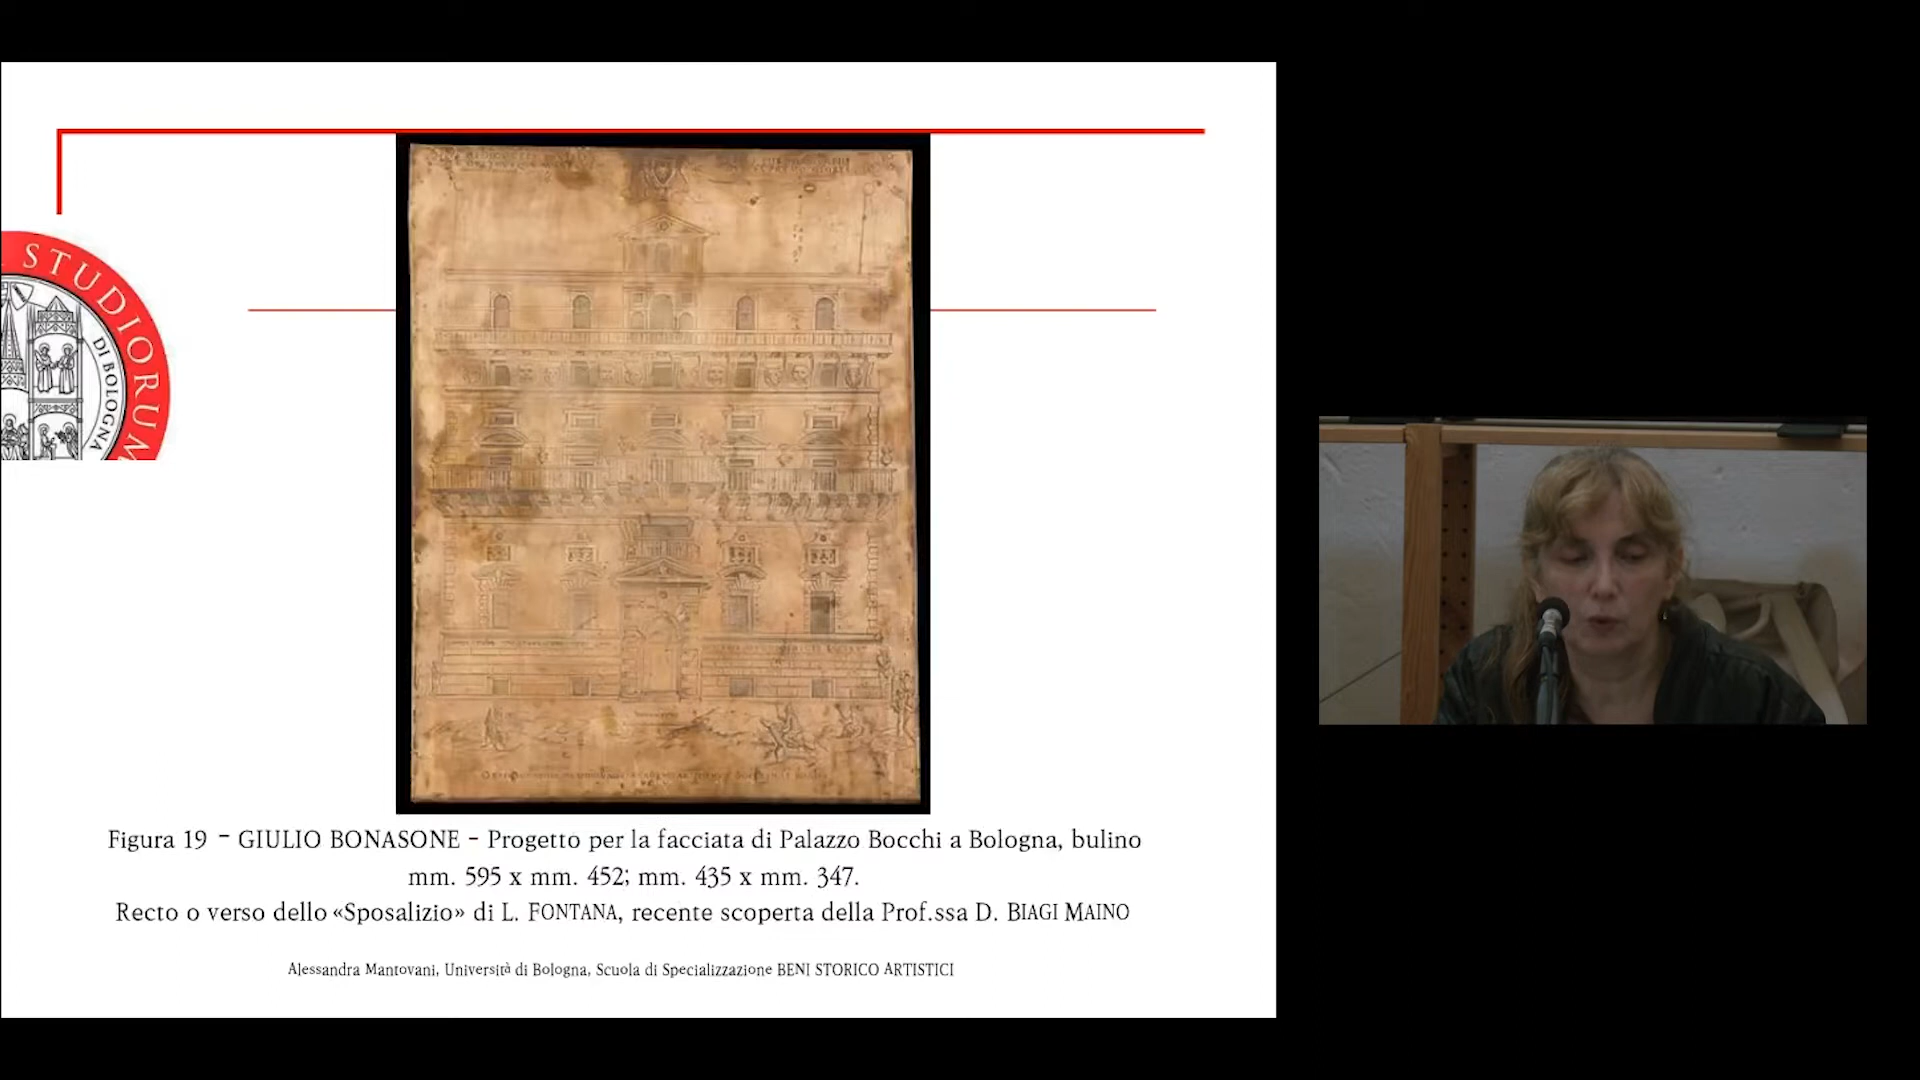 STUDIORUM
DI BOLOGNA
Figura 19 – GIULIO BONASONE – Progetto per la facciata di Palazzo Bocchi a Bologna, bulino
mm. 595 x mm. 452; mm. 435 x mm. 347.
Recto o verso dello «Sposalizio» di L. FONTANA, recente scoperta della Prof.ssa D. BIAGI MAINO
Alessandra Mantovani, Università di Bologna, Scuola di Specializzazione BENI STORICO ARTISTICI